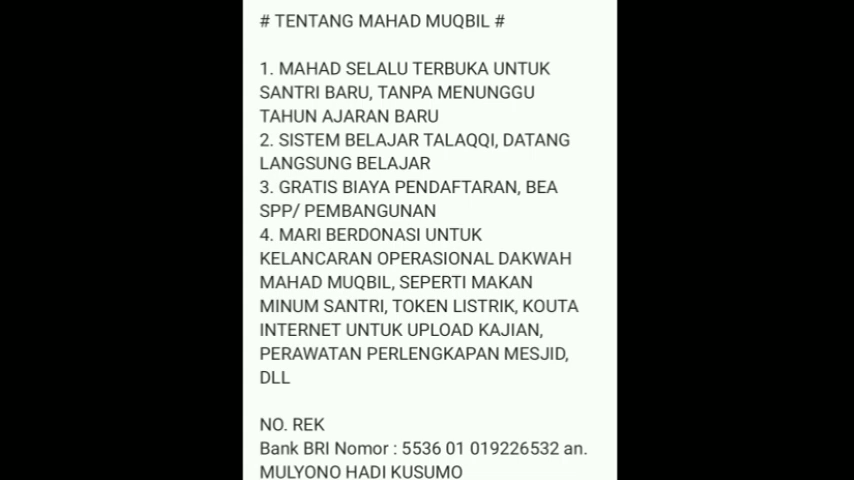 # TENTANG MAHAD MUQBIL #
1. MAHAD SELALU TERBUKA UNTUK
SANTRI BARU, TANPA MENUNGGU
TAHUN AJARAN BARU
2. SISTEM BELAJAR TALAQQI, DATANG
LANGSUNG BELAJAR
3. GRATIS BIAYA PENDAFTARAN, BEA
SPP/ PEMBANGUNAN
4. MARI BERDONASI UNTUK
KELANCARAN OPERASIONAL DAKWAH
MAHAD MUQBIL, SEPERTI MAKAN
MINUM SANTRI, TOKEN LISTRIK, KOUTA
INTERNET UNTUK UPLOAD KAJIAN,
PERAWATAN PERLENGKAPAN MESJID,
DLL
NO. REK
Bank BRI Nomor : 5536 01 019226532 an.
MULYONO HADI KUSUMO